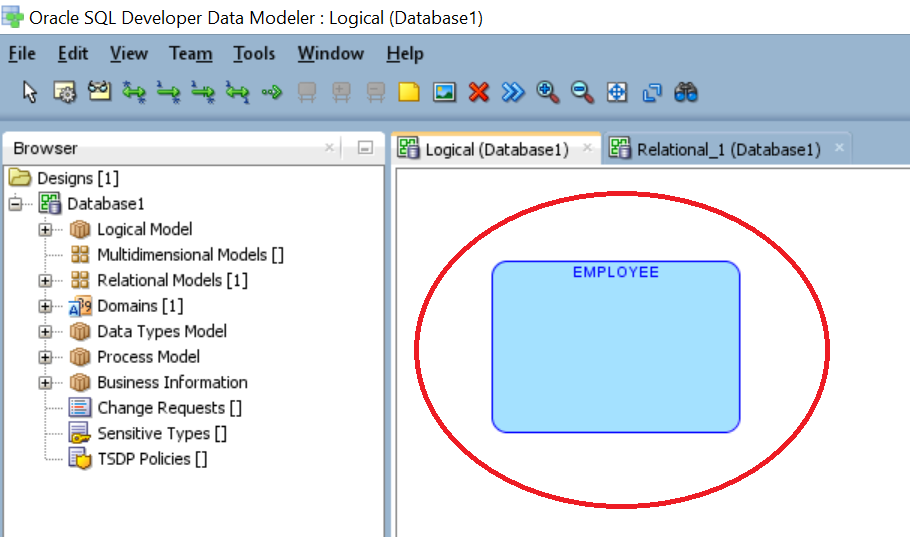 Oracle SQL Developer Data Modeler : Logical (Database1)
File Edit View Team Tools Window Help
Browser
Logical (Database1)
Relational_1 (Database1)
Designs [1]
Database1
Logical Model
Multidimensional Models []
Relational Models [1]
Domains [1]
Data Types Model
Process Model
Business Information
Change Requests []
Sensitive Types []
TSDP Policies []
EMPLOYEE